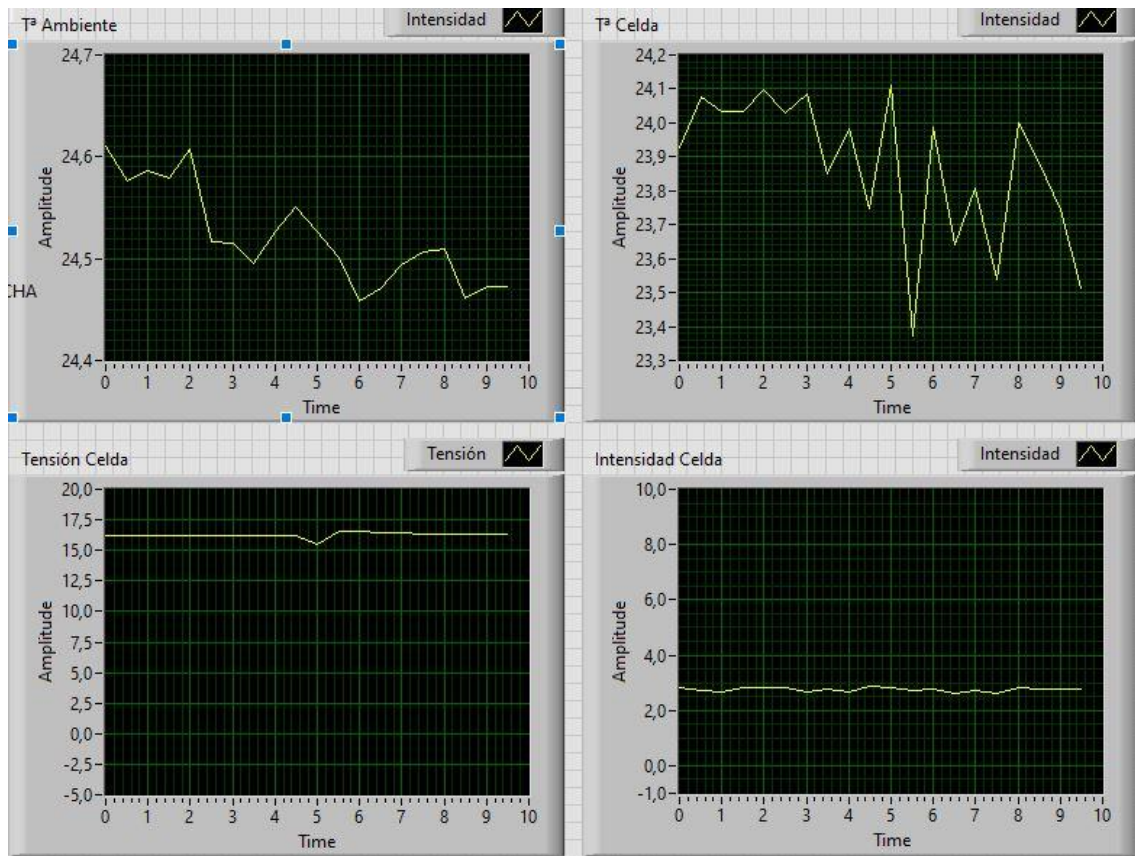 Tª Ambiente
Intensidad
24,7
24,6
24,5
24,4
Amplitude
CHA
0 1 2 3 4 5 6 7 8 9 10
Time
Tª Celda
Intensidad
24,2
24,1
24,0
23,9
23,8
23,7
23,6
23,5
23,4
23,3
Amplitude
0 1 2 3 4 5 6 7 8 9 10
Time
Tensión Celda
Tensión
20,0
17,5
15,0
12,5
10,0
7,5
5,0
2,5
0,0
-2,5
-5,0
Amplitude
0 1 2 3 4 5 6 7 8 9 10
Time
Intensidad Celda
Intensidad
10,0
8,0
6,0
4,0
2,0
0,0
-1,0
Amplitude
0 1 2 3 4 5 6 7 8 9 10
Time